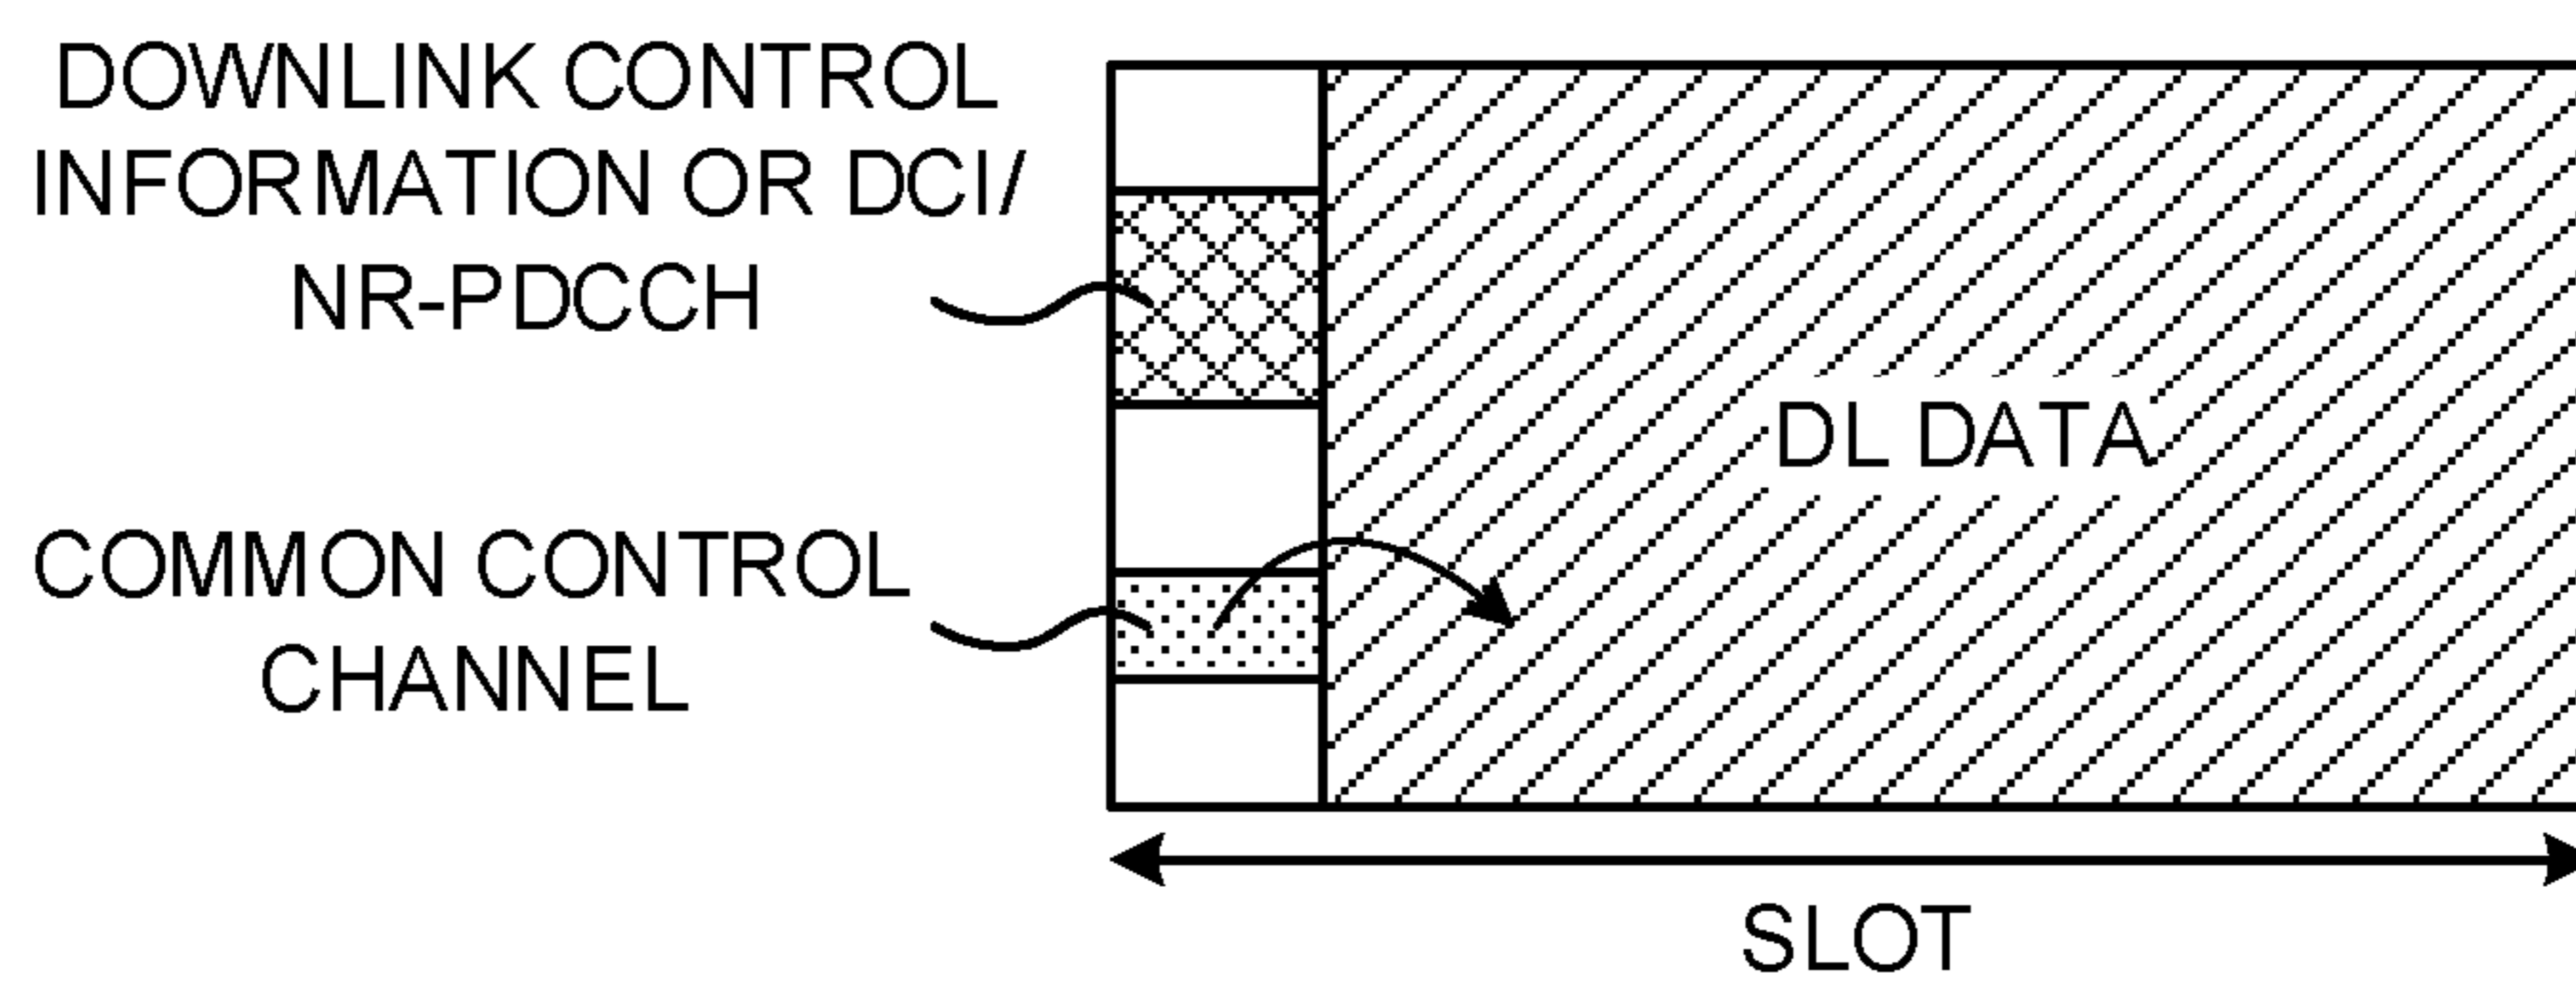 DOWNLINK CONTROL
INFORMATION OR DCI/
NR-PDCCH
DL DATA
COMMON CONTROL
CHANNEL
SLOT